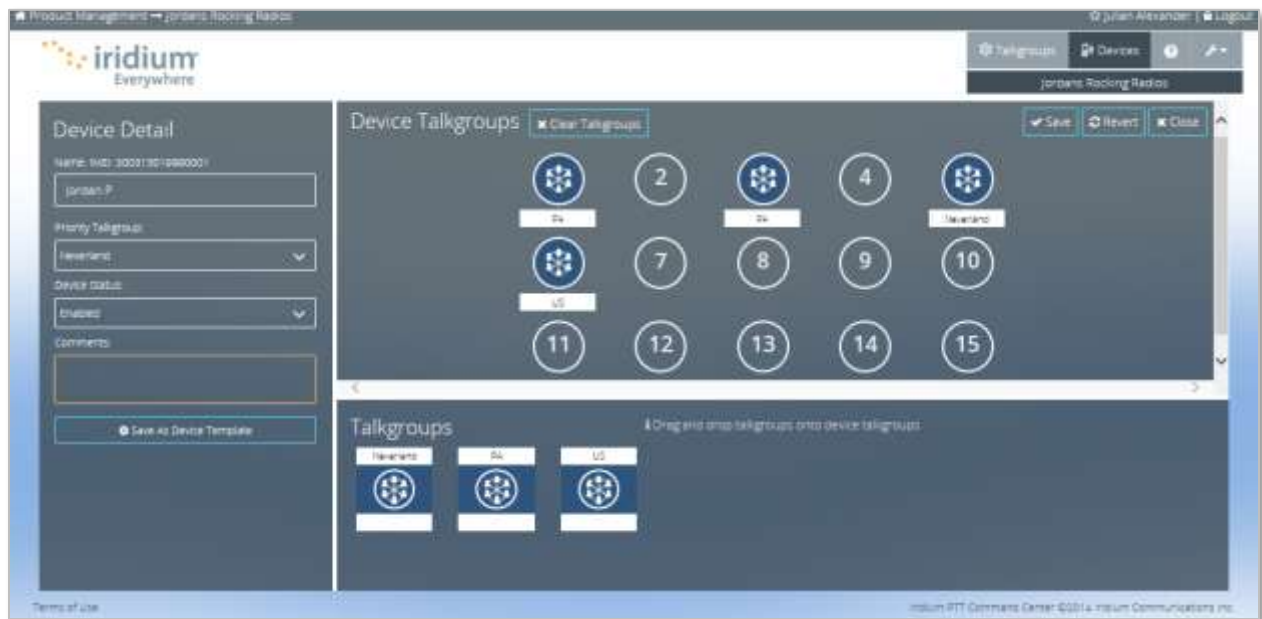 Product Management → Jordans Rocking Radios
Julian Alexander | Logout
iridium
Everywhere
Talkgroups Devices
Jordans Rocking Radios
Device Detail
Name: IMEI:
Jordan P
Priority Talkgroup:
Neverland
Device Status:
Enabled
Comments:
Save As Device Template
Device Talkgroups Clear Talkgroups
Save Revert Close
2 4
PA PA Neverland
7 8 9 10
US
11 12 13 14 15
Talkgroups
Drag and drop talkgroups onto device talkgroups
Neverland PA US
Terms of Use
Iridium PTT Command Center ©2014 Iridium Communications Inc.